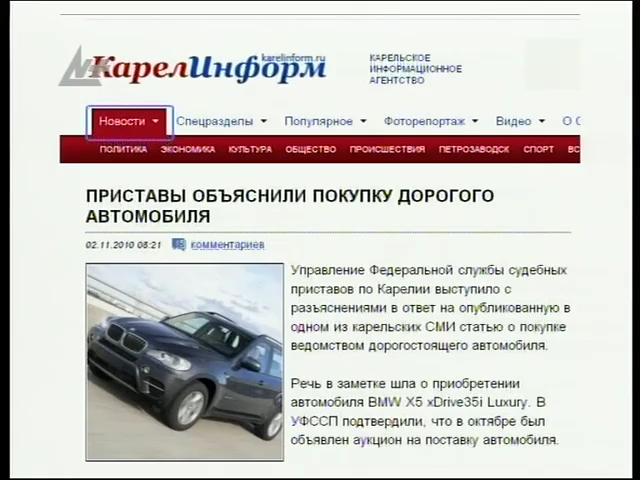 karelinform.ru
КарелИнформ
КАРЕЛЬСКОЕ
ИНФОРМАЦИОННОЕ
АГЕНТСТВО
Новости Спецразделы Популярное Фоторепортаж Видео О С
ПОЛИТИКА ЭКОНОМИКА КУЛЬТУРА ОБЩЕСТВО ПРОИСШЕСТВИЯ ПЕТРОЗАВОДСК СПОРТ ВС
ПРИСТАВЫ ОБЪЯСНИЛИ ПОКУПКУ ДОРОГОГО
АВТОМОБИЛЯ
02.11.2010 08:21 комментариев
Управление Федеральной службы судебных
приставов по Карелии выступило с
разъяснениями в ответ на опубликованную в
одном из карельских СМИ статью о покупке
ведомством дорогостоящего автомобиля.
Речь в заметке шла о приобретении
автомобиля BMW X5 xDrive35i Luxury. В
УФССП подтвердили, что в октябре был
объявлен аукцион на поставку автомобиля.